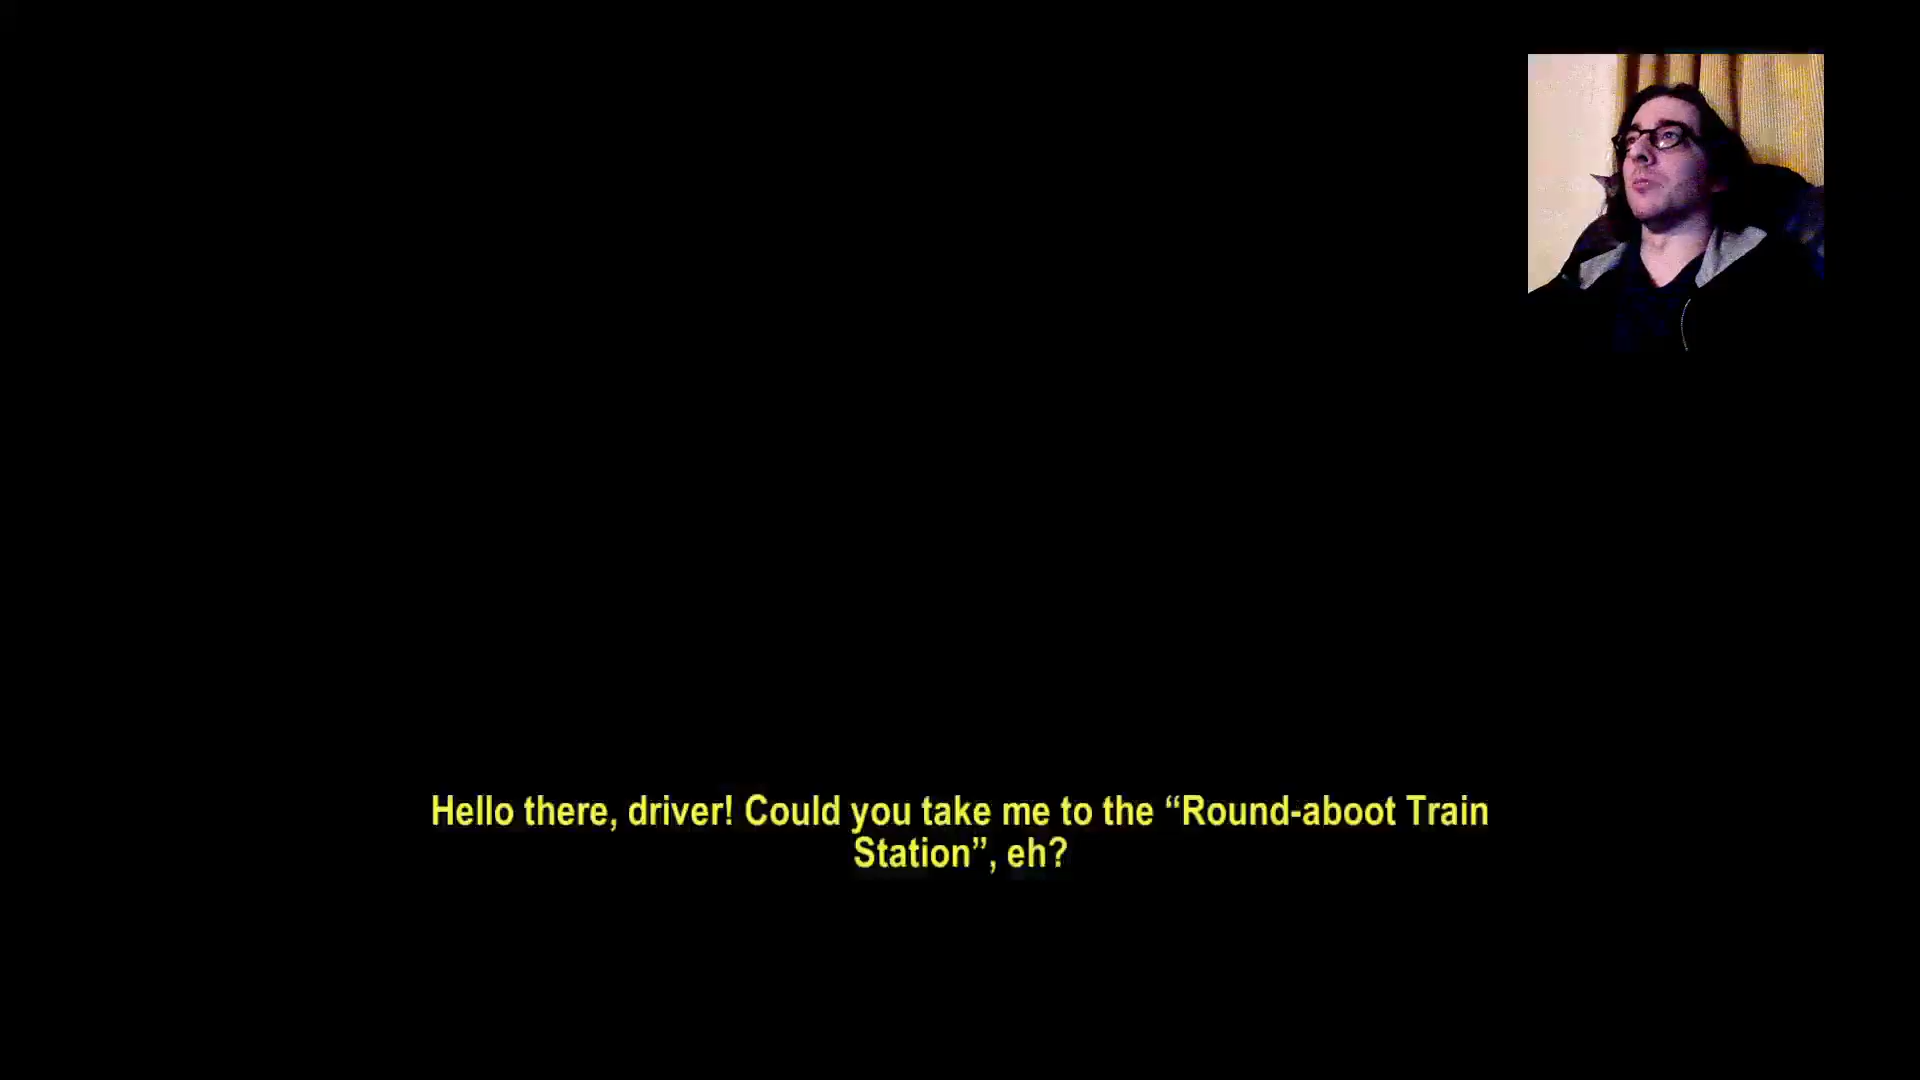 Hello there, driver! Could you take me to the “Round-aboot Train
Station”, eh?